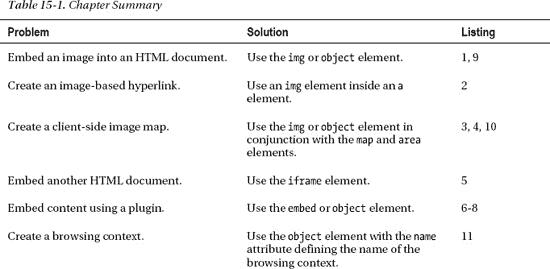 Table 15-1. Chapter Summary
Problem Solution Listing
Embed an image into an HTML document. Use the img or object element. 1, 9
Create an image-based hyperlink. Use an img element inside an a
element. 2
Create a client-side image map. Use the img or object element in
conjunction with the map and area
elements. 3, 4, 10
Embed another HTML document. Use the iframe element. 5
Embed content using a plugin. Use the embed or object element. 6-8
Create a browsing context. Use the object element with the name
attribute defining the name of the
browsing context. 11